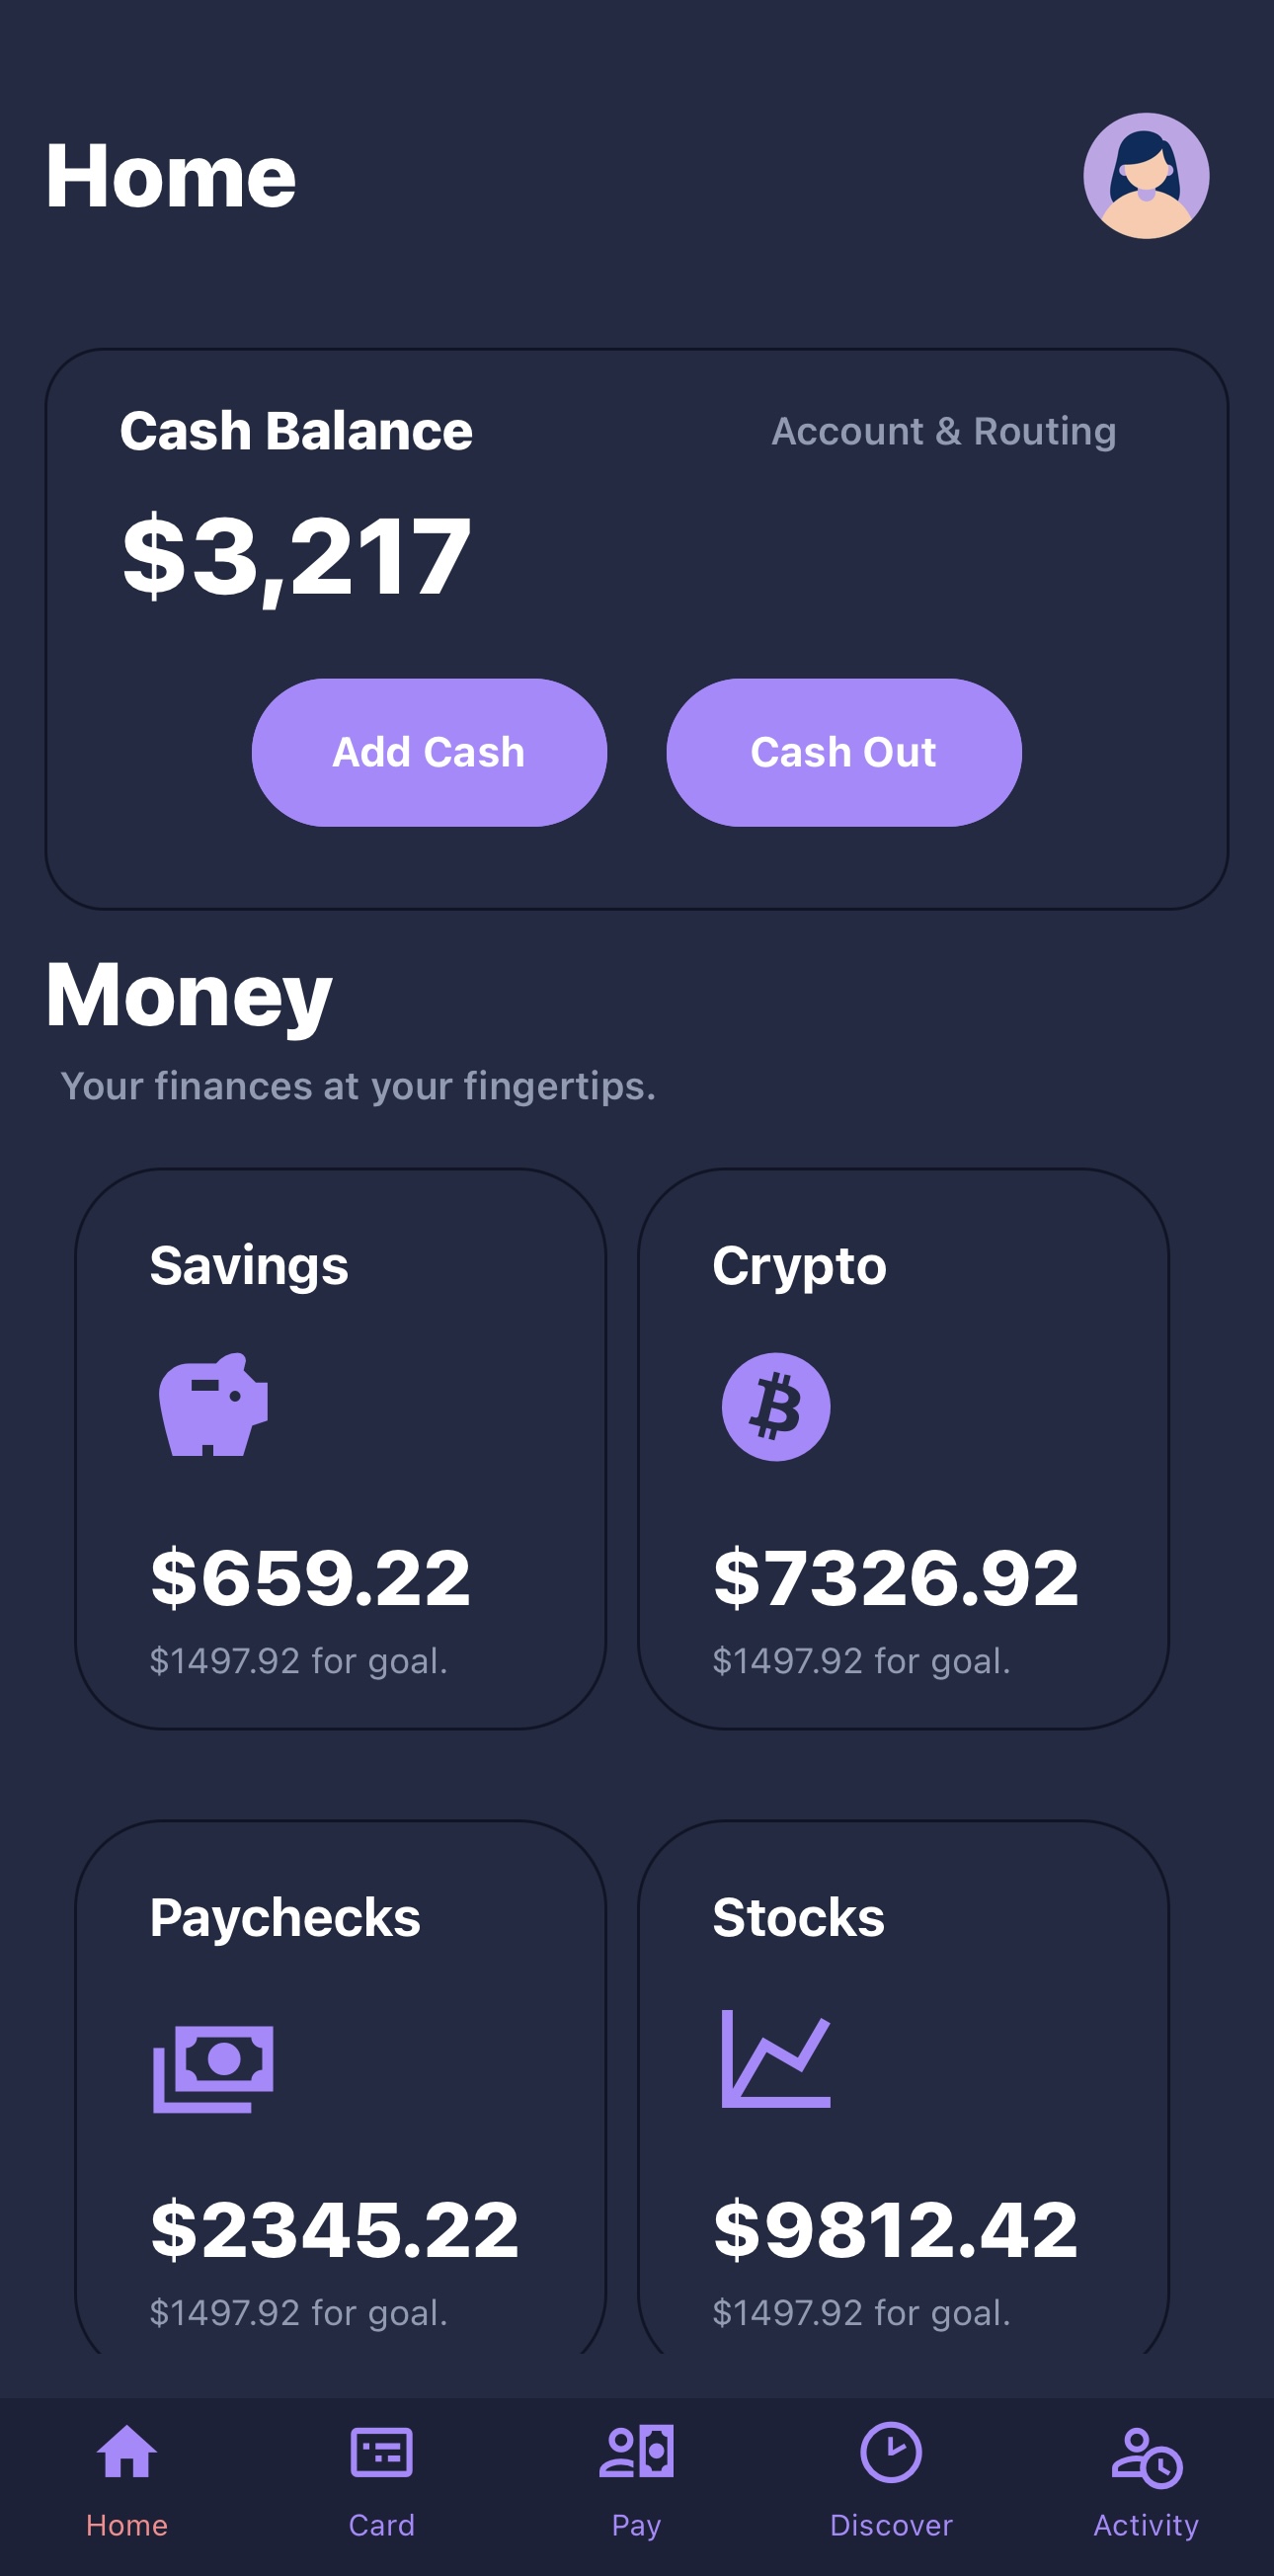 Home
Cash Balance
Account & Routing
$3,217
Add Cash
Cash Out
Money
Your finances at your fingertips.
Savings
Crypto
$659.22
$7326.92
$1497.92 for goal.
$1497.92 for goal.
Paychecks
Stocks
$2345.22
$9812.42
$1497.92 for goal.
$1497.92 for goal.
Home
Card
Pay
Discover
Activity